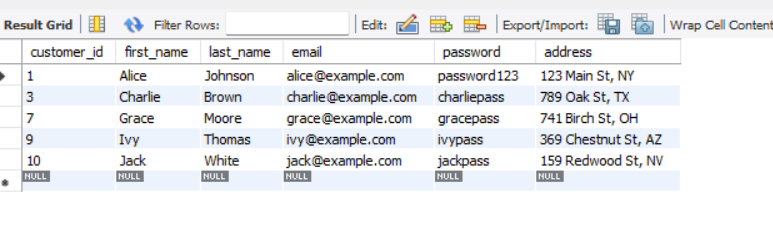 Result Grid Filter Rows: Edit: Export/Import: Wrap Cell Content
customer_id first_name last_name email password address
1 Alice Johnson alice@example.com password123 123 Main St, NY
3 Charlie Brown charlie@example.com charliepass 789 Oak St, TX
7 Grace Moore grace@example.com gracepass 741 Birch St, OH
9 Ivy Thomas ivy@example.com ivypass 369 Chestnut St, AZ
10 Jack White jack@example.com jackpass 159 Redwood St, NV
NULL NULL NULL NULL NULL NULL